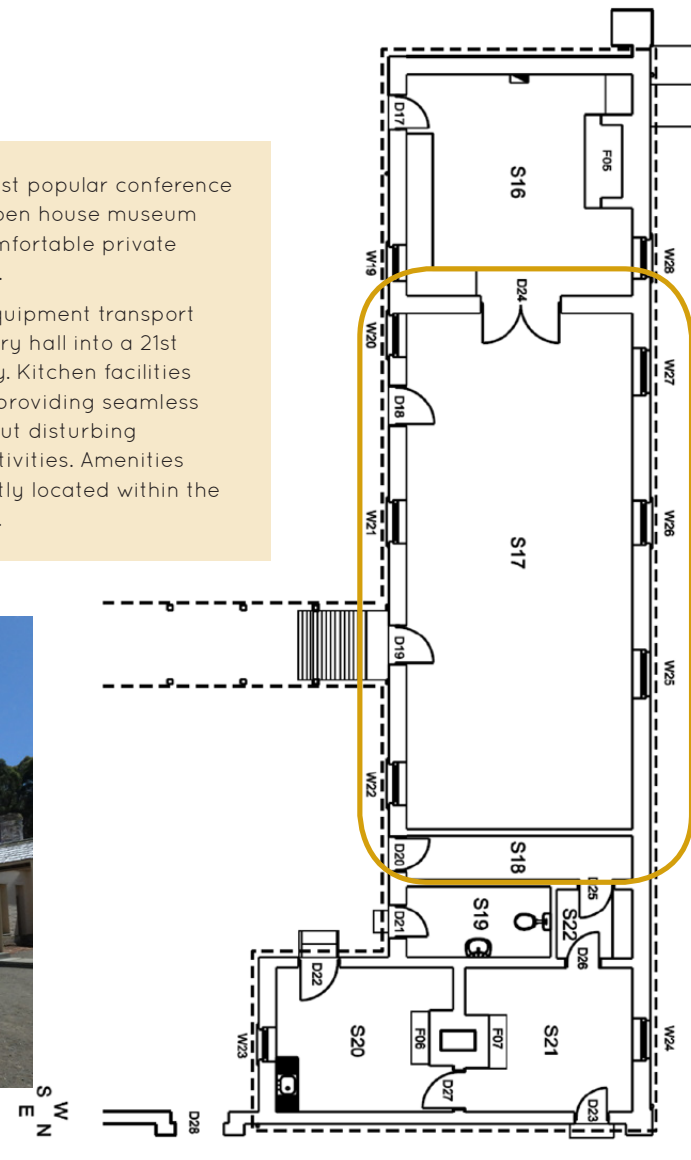 st popular conference
pen house museum
mfortable private
.
quipment transport
ry hall into a 21st
y. Kitchen facilities
providing seamless
ut disturbing
tivities. Amenities
tly located within the
.
D17
S16
F05
W19
W28
D24
W20
W27
D18
W21
S17
W26
D19
W25
W22
D20
S18
D25
D21
S19
S22
D26
D22
W23
S20
F06
F07
S21
W24
D27
D23
D28
W
S N
E